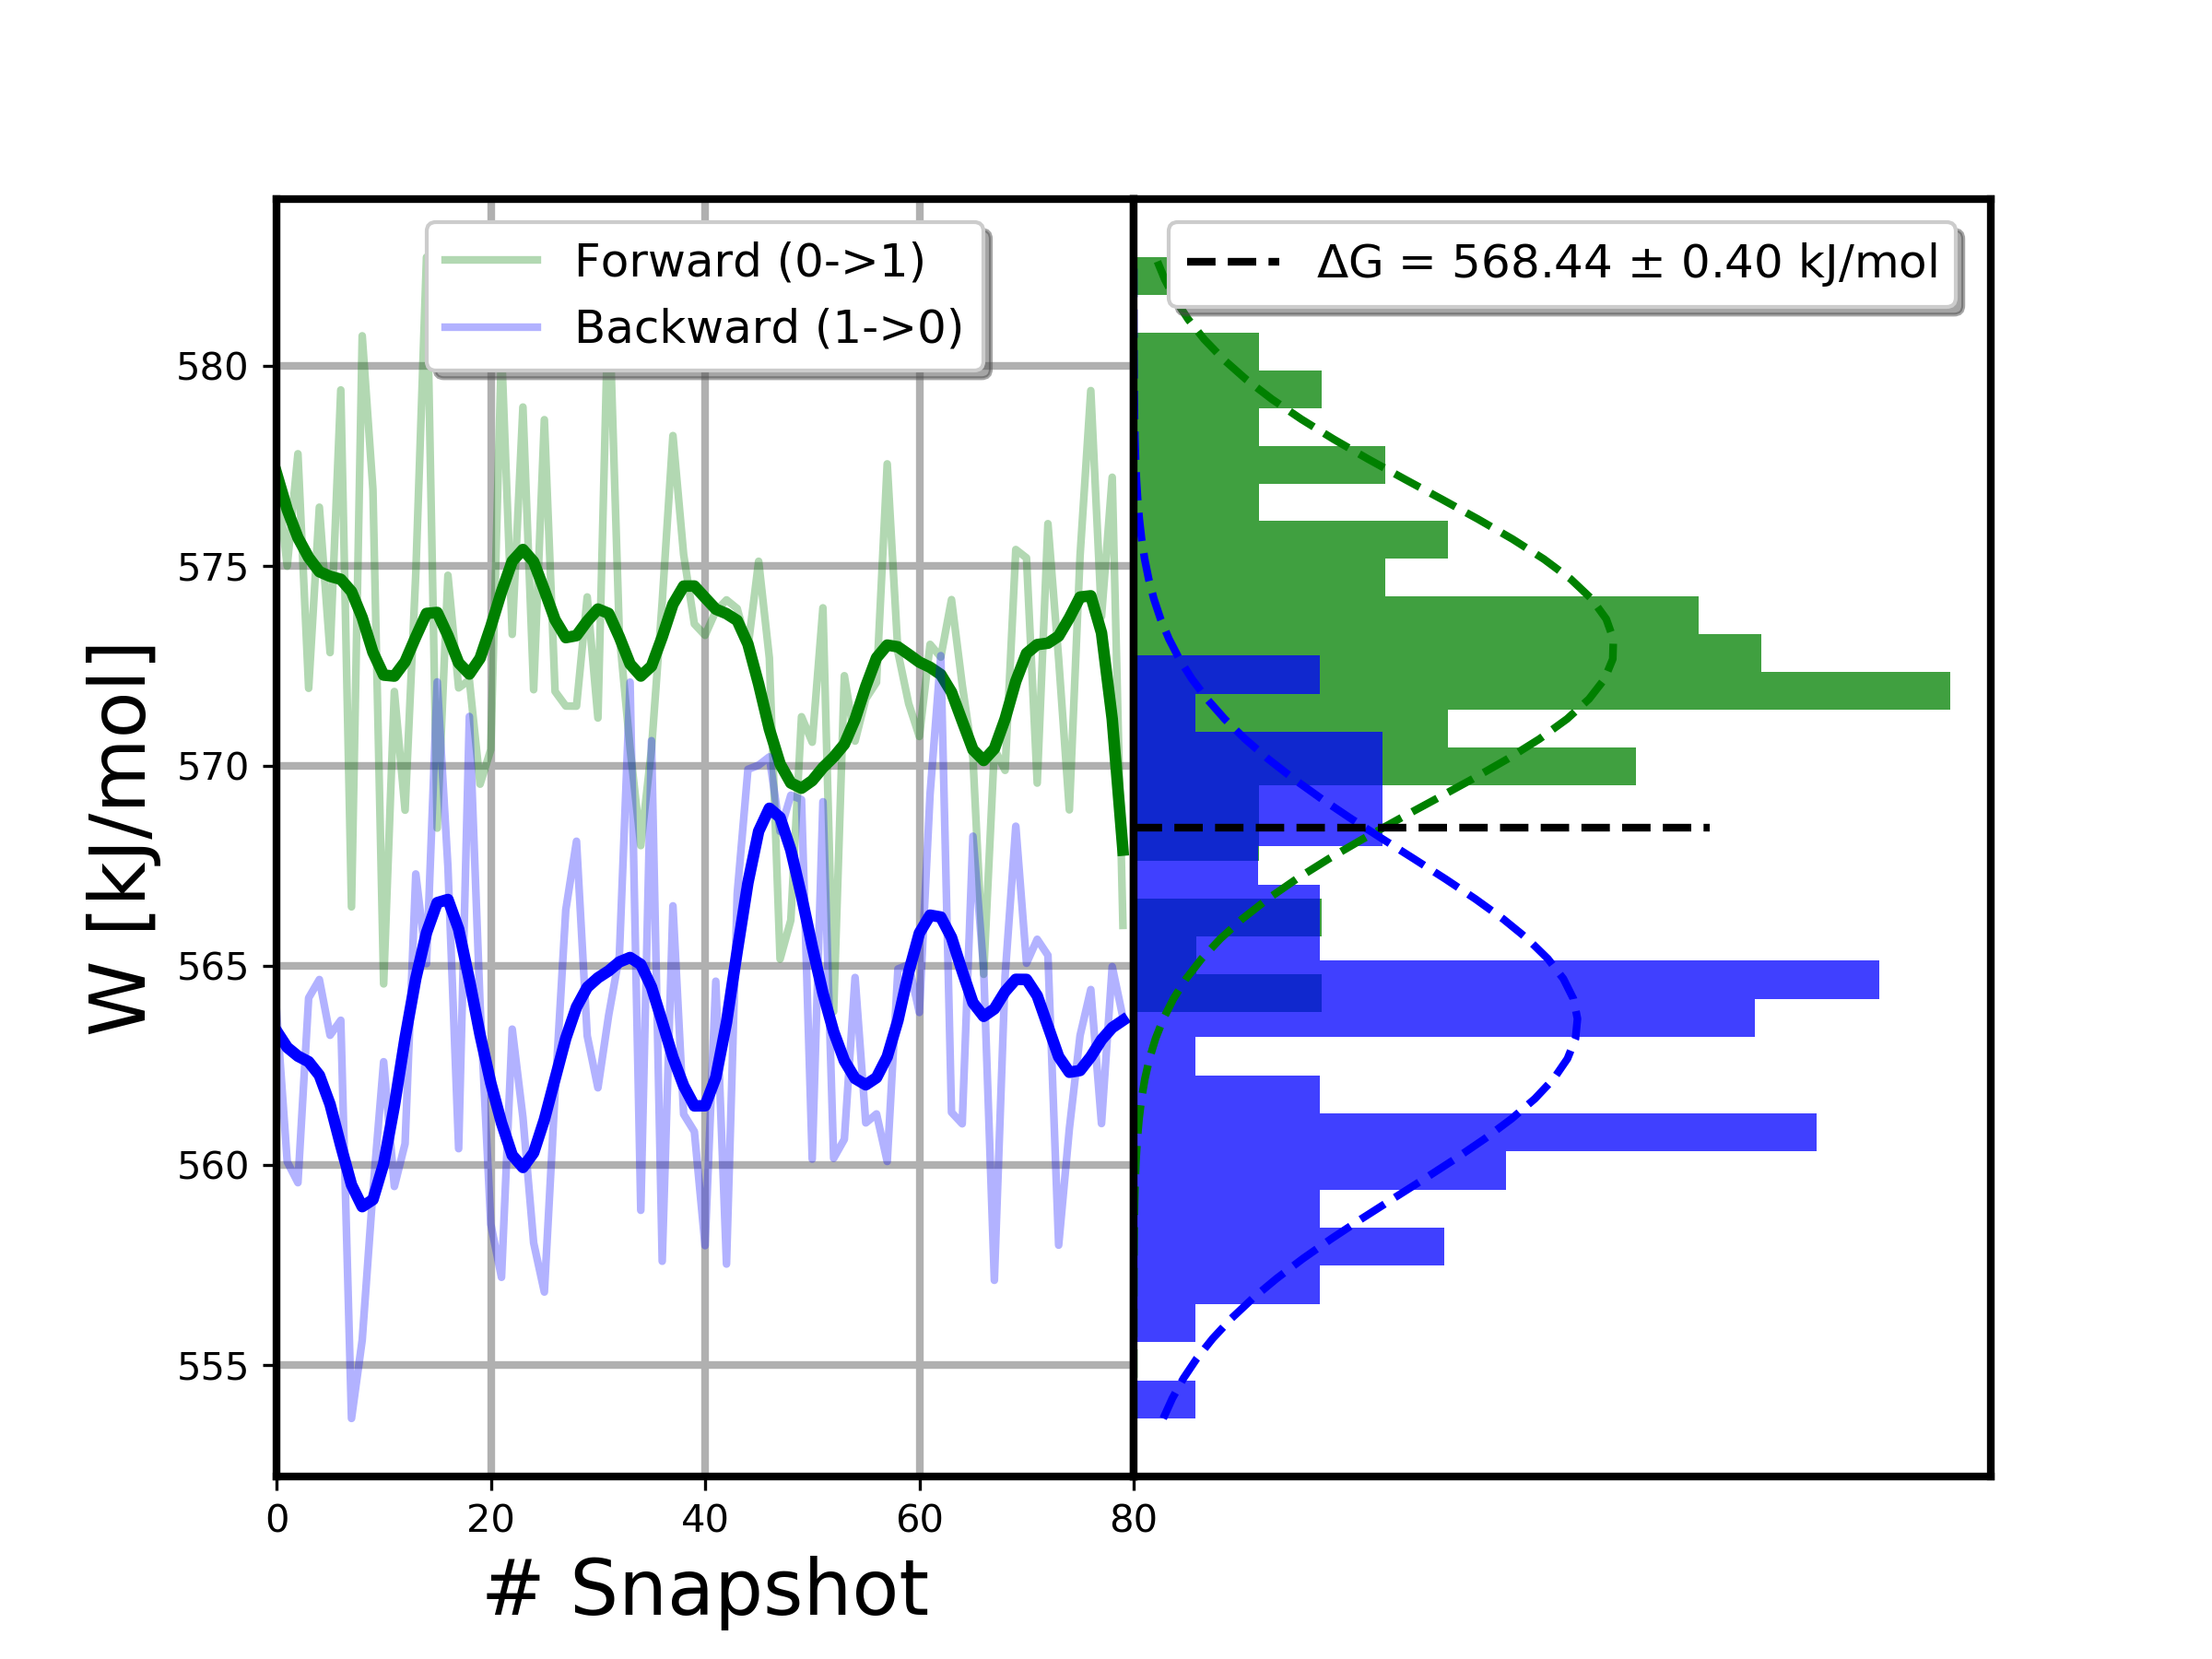 Forward (0->1)
Backward (1->0)
ΔG = 568.44 ± 0.40 kJ/mol
W [kJ/mol]
580
575
570
565
560
555
0 20 40 60 80
# Snapshot